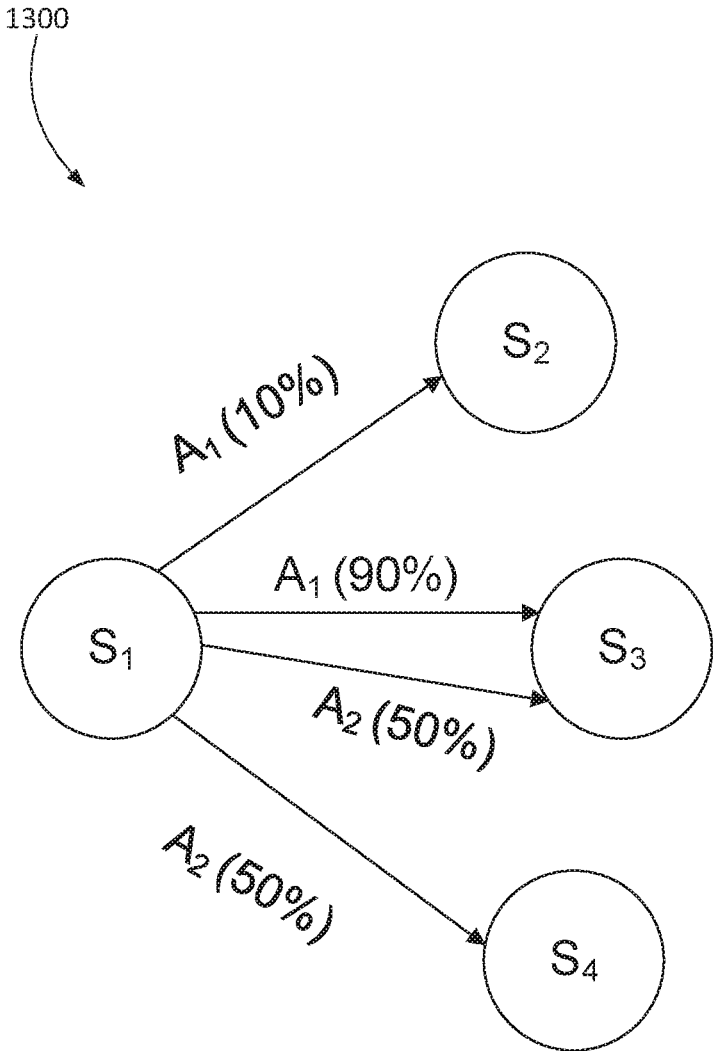 1300
S₂
A₁ (10%)
A₁ (90%)
S₁
S₃
A₂ (50%)
A₂ (50%)
S₄